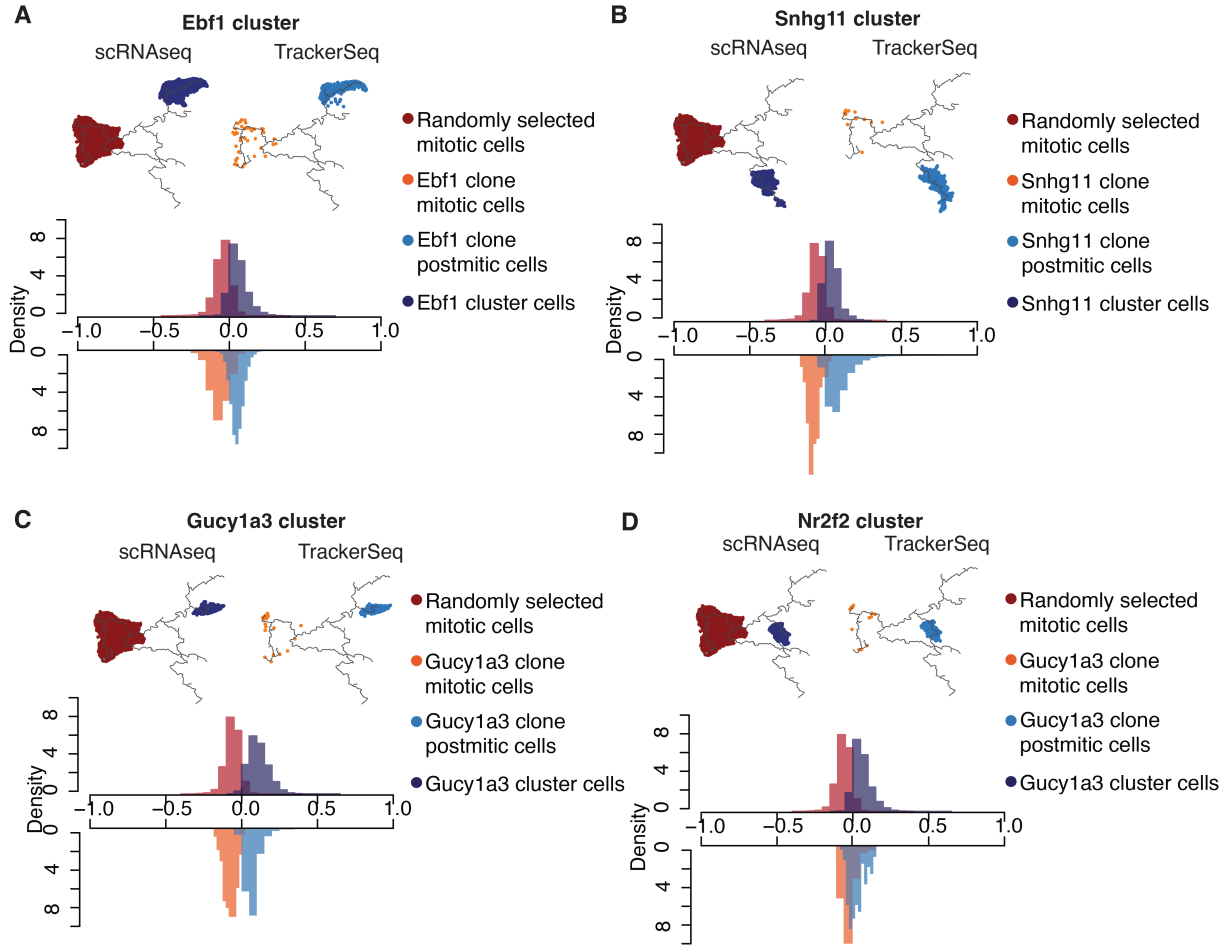 A
Ebf1 cluster
scRNAseq
TrackerSeq
Randomly selected
mitotic cells
Ebf1 clone
mitotic cells
Ebf1 clone
postmitic cells
Ebf1 cluster cells
Density
8
4
0
−1.0
−0.5
0.0
0.5
1.0
0
4
8
B
Snhg11 cluster
scRNAseq
TrackerSeq
Randomly selected
mitotic cells
Snhg11 clone
mitotic cells
Snhg11 clone
postmitic cells
Snhg11 cluster cells
Density
8
4
0
−1.0
−0.5
0.0
0.5
1.0
0
4
8
C
Gucy1a3 cluster
scRNAseq
TrackerSeq
Randomly selected
mitotic cells
Gucy1a3 clone
mitotic cells
Gucy1a3 clone
postmitic cells
Gucy1a3 cluster cells
Density
8
4
0
−1.0
−0.5
0.0
0.5
1.0
0
4
8
D
Nr2f2 cluster
scRNAseq
TrackerSeq
Randomly selected
mitotic cells
Gucy1a3 clone
mitotic cells
Gucy1a3 clone
postmitic cells
Gucy1a3 cluster cells
Density
8
4
0
−1.0
−0.5
0.0
0.5
1.0
0
4
8